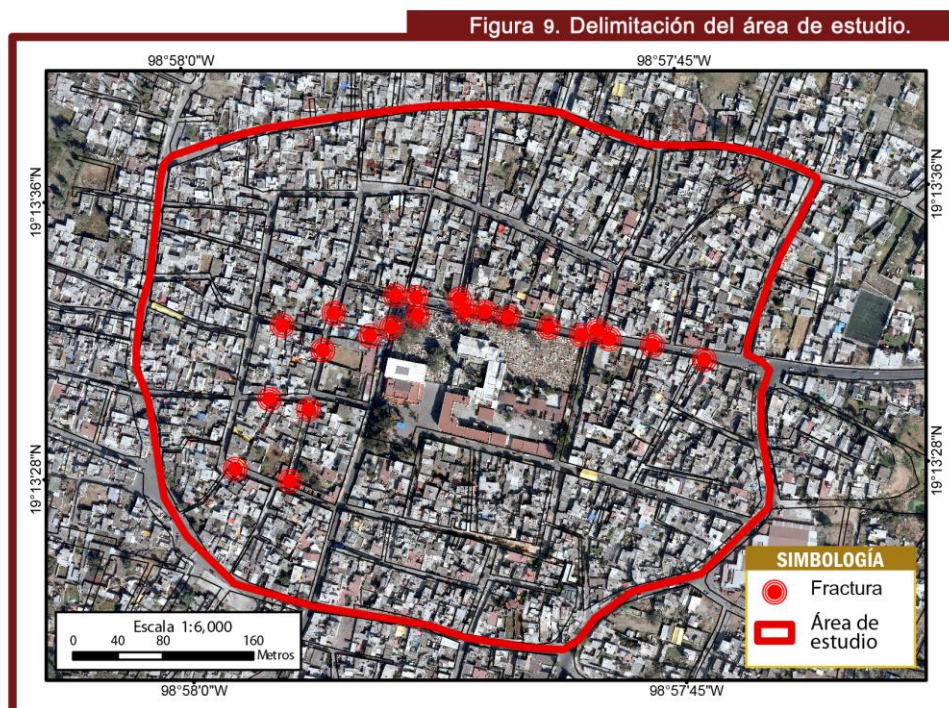 Figura 9. Delimitación del área de estudio.
98°58'0"W
98°57'45"W
19°13'36"N
19°13'36"N
19°13'28"N
19°13'28"N
SIMBOLOGÍA
Fractura
Área de
estudio
Escala 1:6,000
0 40 80 160
Metros
98°58'0"W
98°57'45"W